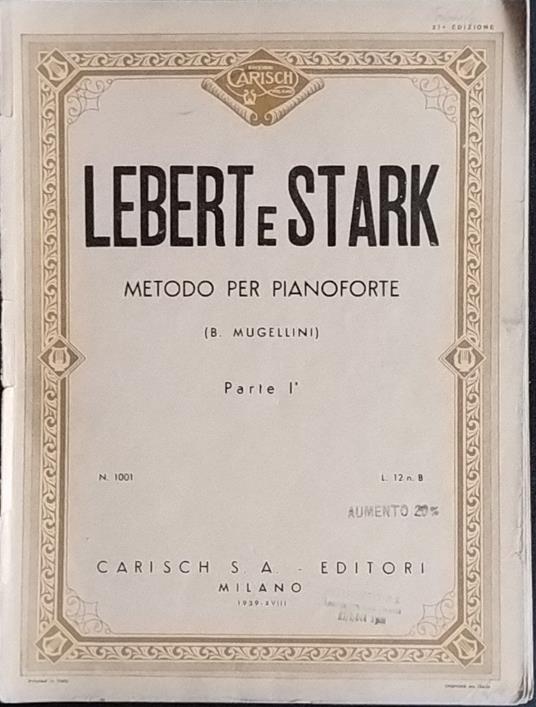 21ª EDIZIONE
CARISCH
LEBERT E STARK
METODO PER PIANOFORTE
(B. MUGELLINI)
Parte Iª
N. 1001
L. 12 n. B
AUMENTO 20%
CARISCH S. A. - EDITORI
MILANO
1939-XVIII